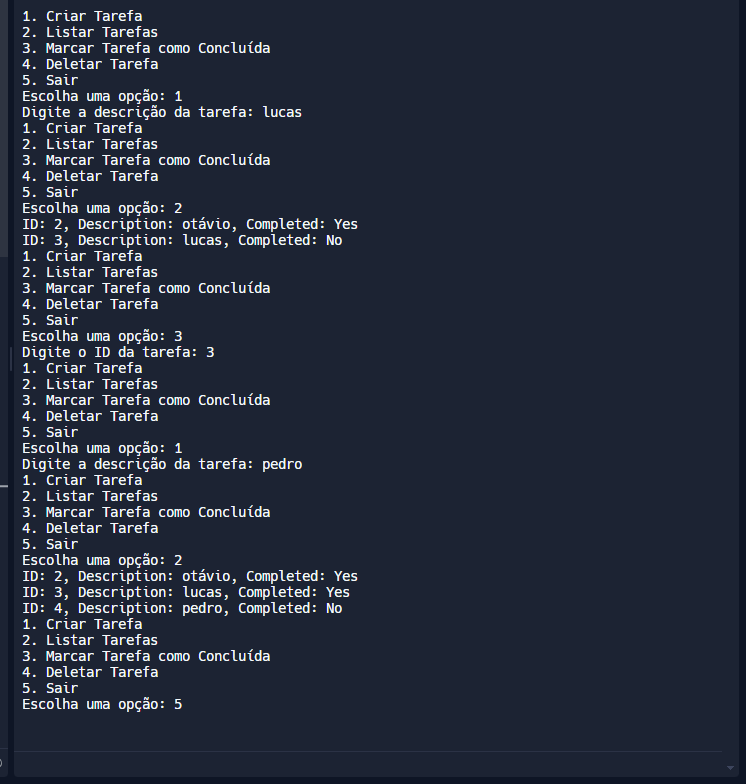 1. Criar Tarefa
2. Listar Tarefas
3. Marcar Tarefa como Concluída
4. Deletar Tarefa
5. Sair
Escolha uma opção: 1
Digite a descrição da tarefa: lucas
1. Criar Tarefa
2. Listar Tarefas
3. Marcar Tarefa como Concluída
4. Deletar Tarefa
5. Sair
Escolha uma opção: 2
ID: 2, Description: otávio, Completed: Yes
ID: 3, Description: lucas, Completed: No
1. Criar Tarefa
2. Listar Tarefas
3. Marcar Tarefa como Concluída
4. Deletar Tarefa
5. Sair
Escolha uma opção: 3
Digite o ID da tarefa: 3
1. Criar Tarefa
2. Listar Tarefas
3. Marcar Tarefa como Concluída
4. Deletar Tarefa
5. Sair
Escolha uma opção: 1
Digite a descrição da tarefa: pedro
1. Criar Tarefa
2. Listar Tarefas
3. Marcar Tarefa como Concluída
4. Deletar Tarefa
5. Sair
Escolha uma opção: 2
ID: 2, Description: otávio, Completed: Yes
ID: 3, Description: lucas, Completed: Yes
ID: 4, Description: pedro, Completed: No
1. Criar Tarefa
2. Listar Tarefas
3. Marcar Tarefa como Concluída
4. Deletar Tarefa
5. Sair
Escolha uma opção: 5